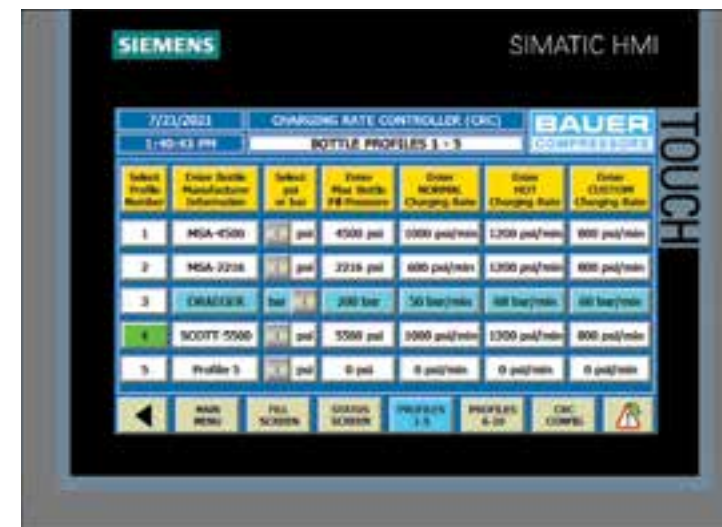 SIEMENS
SIMATIC HMI
TOUCH
7/21/2021 CHARGING RATE CONTROLLER (CRC) BAUER
1:40:43 PM BOTTLE PROFILES 1 - 5 COMPRESSORS
Select Enter Bottle Select Enter Enter Enter Enter
Profile Manufacturer psi Max Bottle NORMAL HOT CUSTOM
Number Information or bar Fill Pressure Charging Rate Charging Rate Charging Rate
1 MSA-4500 psi 4500 psi 1000 psi/min 1200 psi/min 800 psi/min
2 MSA-2216 psi 2216 psi 600 psi/min 1200 psi/min 800 psi/min
3 DRAEGER bar 200 bar 50 bar/min 60 bar/min 60 bar/min
4 SCOTT 5500 psi 5500 psi 1000 psi/min 1200 psi/min 800 psi/min
5 Profile 5 psi 0 psi 0 psi/min 0 psi/min 0 psi/min
MAIN FILL STATUS PROFILES PROFILES CRC
MENU SCREEN SCREEN 1-5 6-10 CONFIG